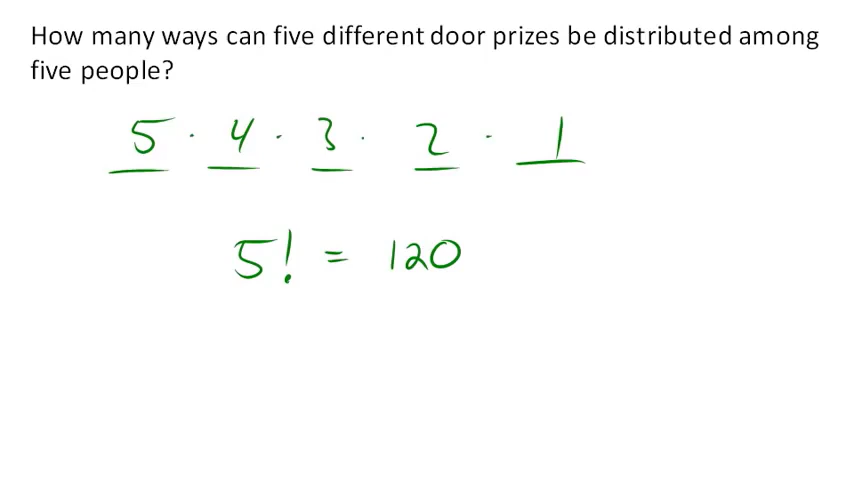 How many ways can five different door prizes be distributed among
five people?
5 · 4 · 3 · 2 · 1
5! = 120